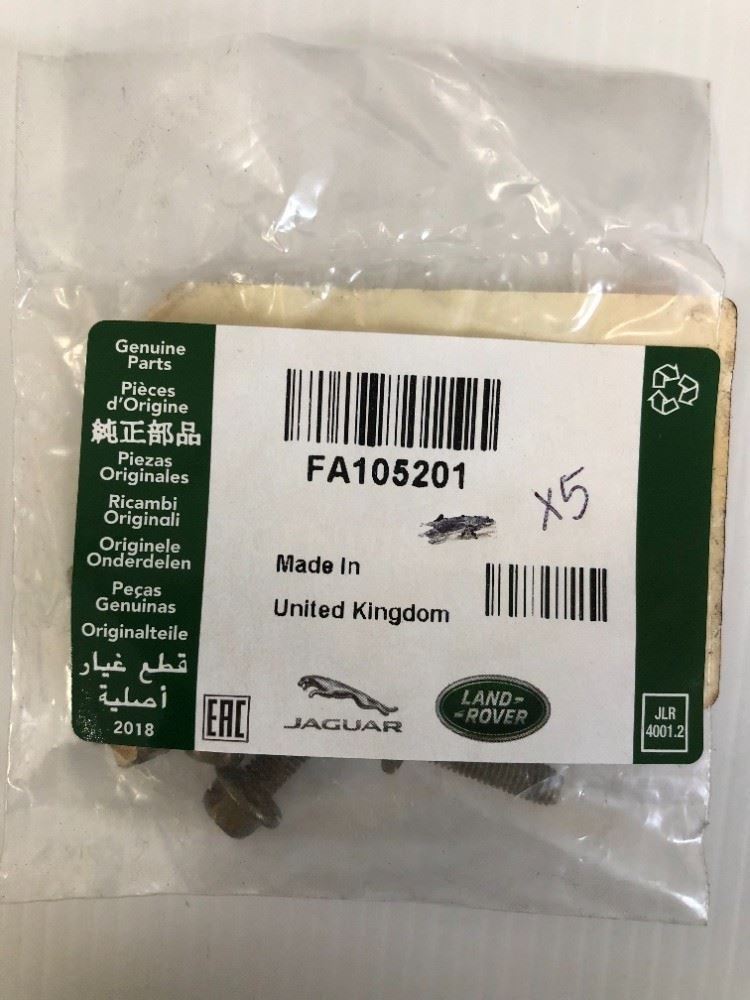 Genuine
Parts
Pièces
d'Origine
純正部品
Piezas
Originales
Ricambi
Originali
Originele
Onderdelen
Peças
Genuinas
Originalteile
قطع غيار
أصلية
2018
FA105201
x5
Made In
United Kingdom
EAC
JAGUAR
LAND-
-ROVER
JLR
4001.2